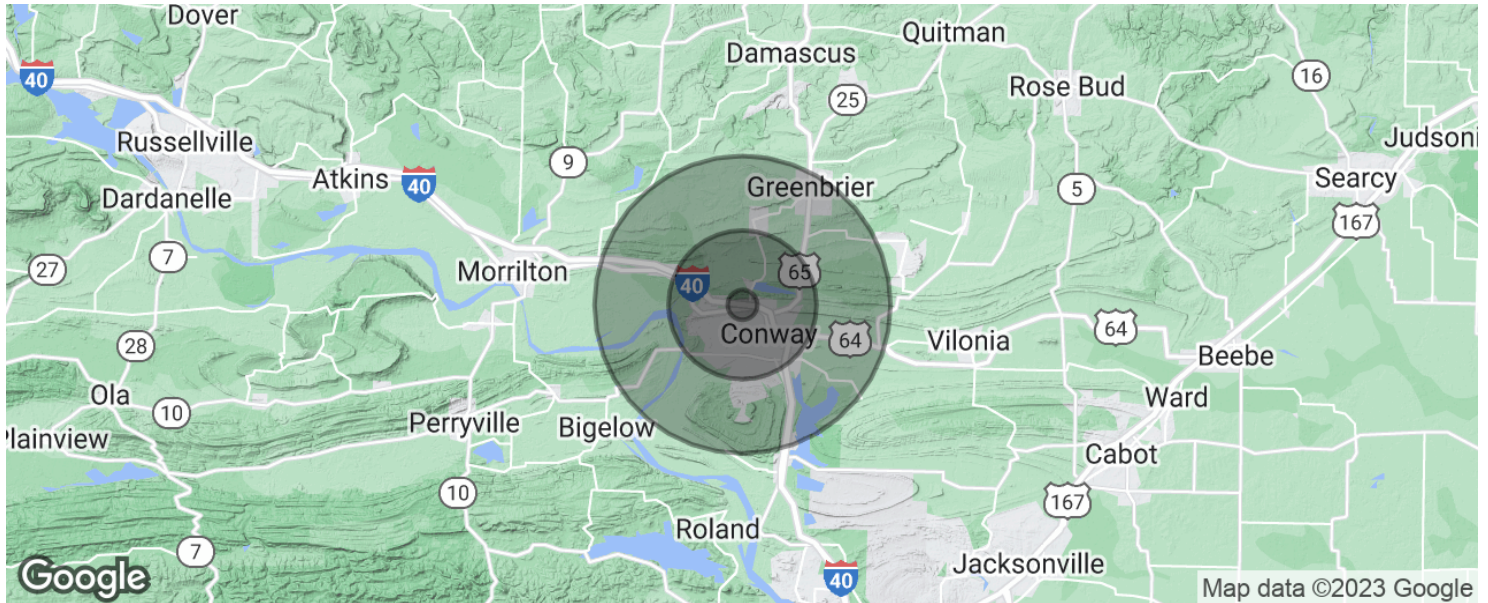 Dover
Quitman
Damascus
40
16
Rose Bud
25
Russellville
Judsoni
9
Atkins
40
Searcy
Greenbrier
5
Dardanelle
167
7
27
65
Morrilton
40
64
Conway
64
Vilonia
28
Beebe
Ola
10
Ward
Perryville
Bigelow
Plainview
Cabot
10
167
Roland
7
Jacksonville
40
Google
Map data ©2023 Google